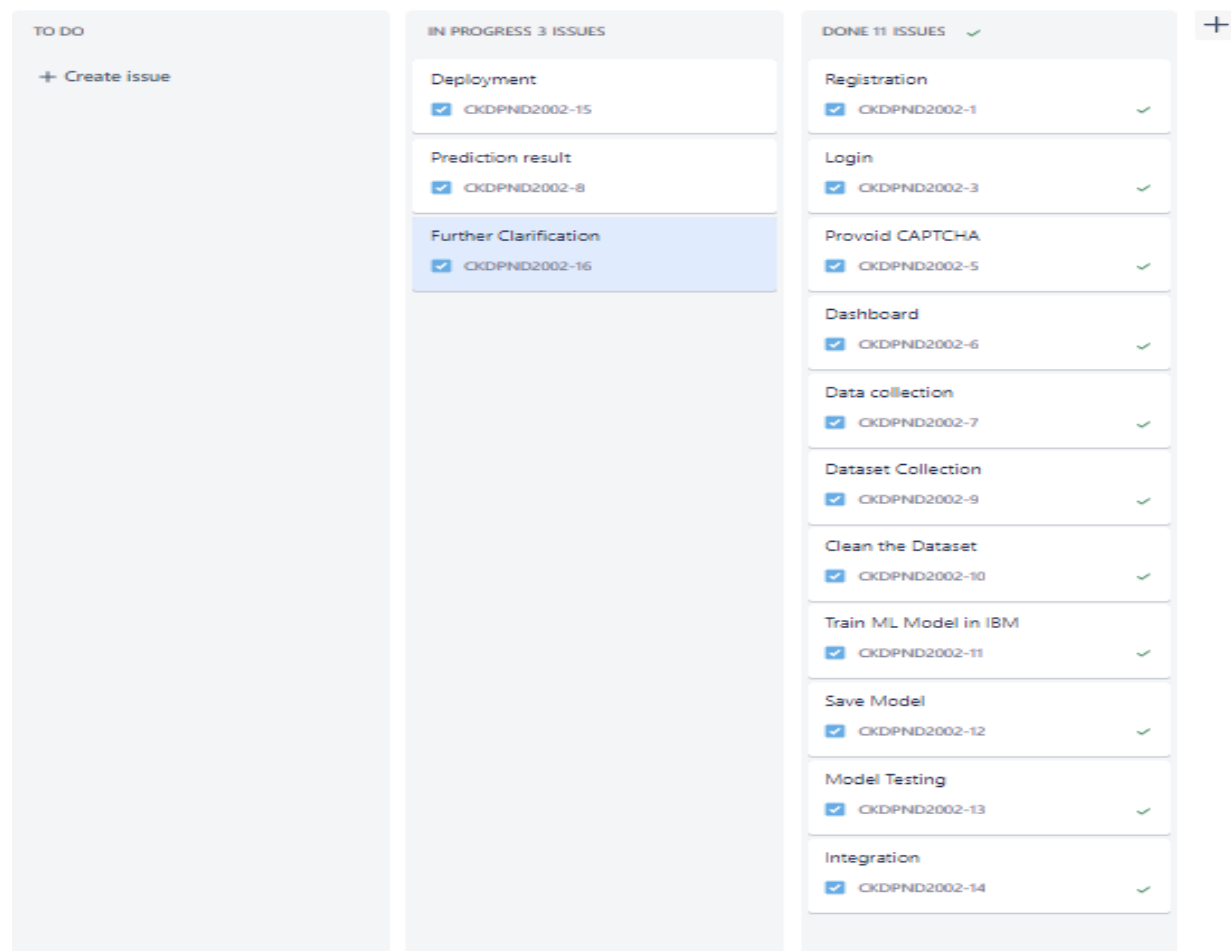 TO DO
+ Create issue
IN PROGRESS 3 ISSUES
Deployment
CKDPND2002-15
Prediction result
CKDPND2002-8
Further Clarification
CKDPND2002-16
DONE 11 ISSUES
Registration
CKDPND2002-1
Login
CKDPND2002-3
Provoid CAPTCHA
CKDPND2002-5
Dashboard
CKDPND2002-6
Data collection
CKDPND2002-7
Dataset Collection
CKDPND2002-9
Clean the Dataset
CKDPND2002-10
Train ML Model in IBM
CKDPND2002-11
Save Model
CKDPND2002-12
Model Testing
CKDPND2002-13
Integration
CKDPND2002-14
+